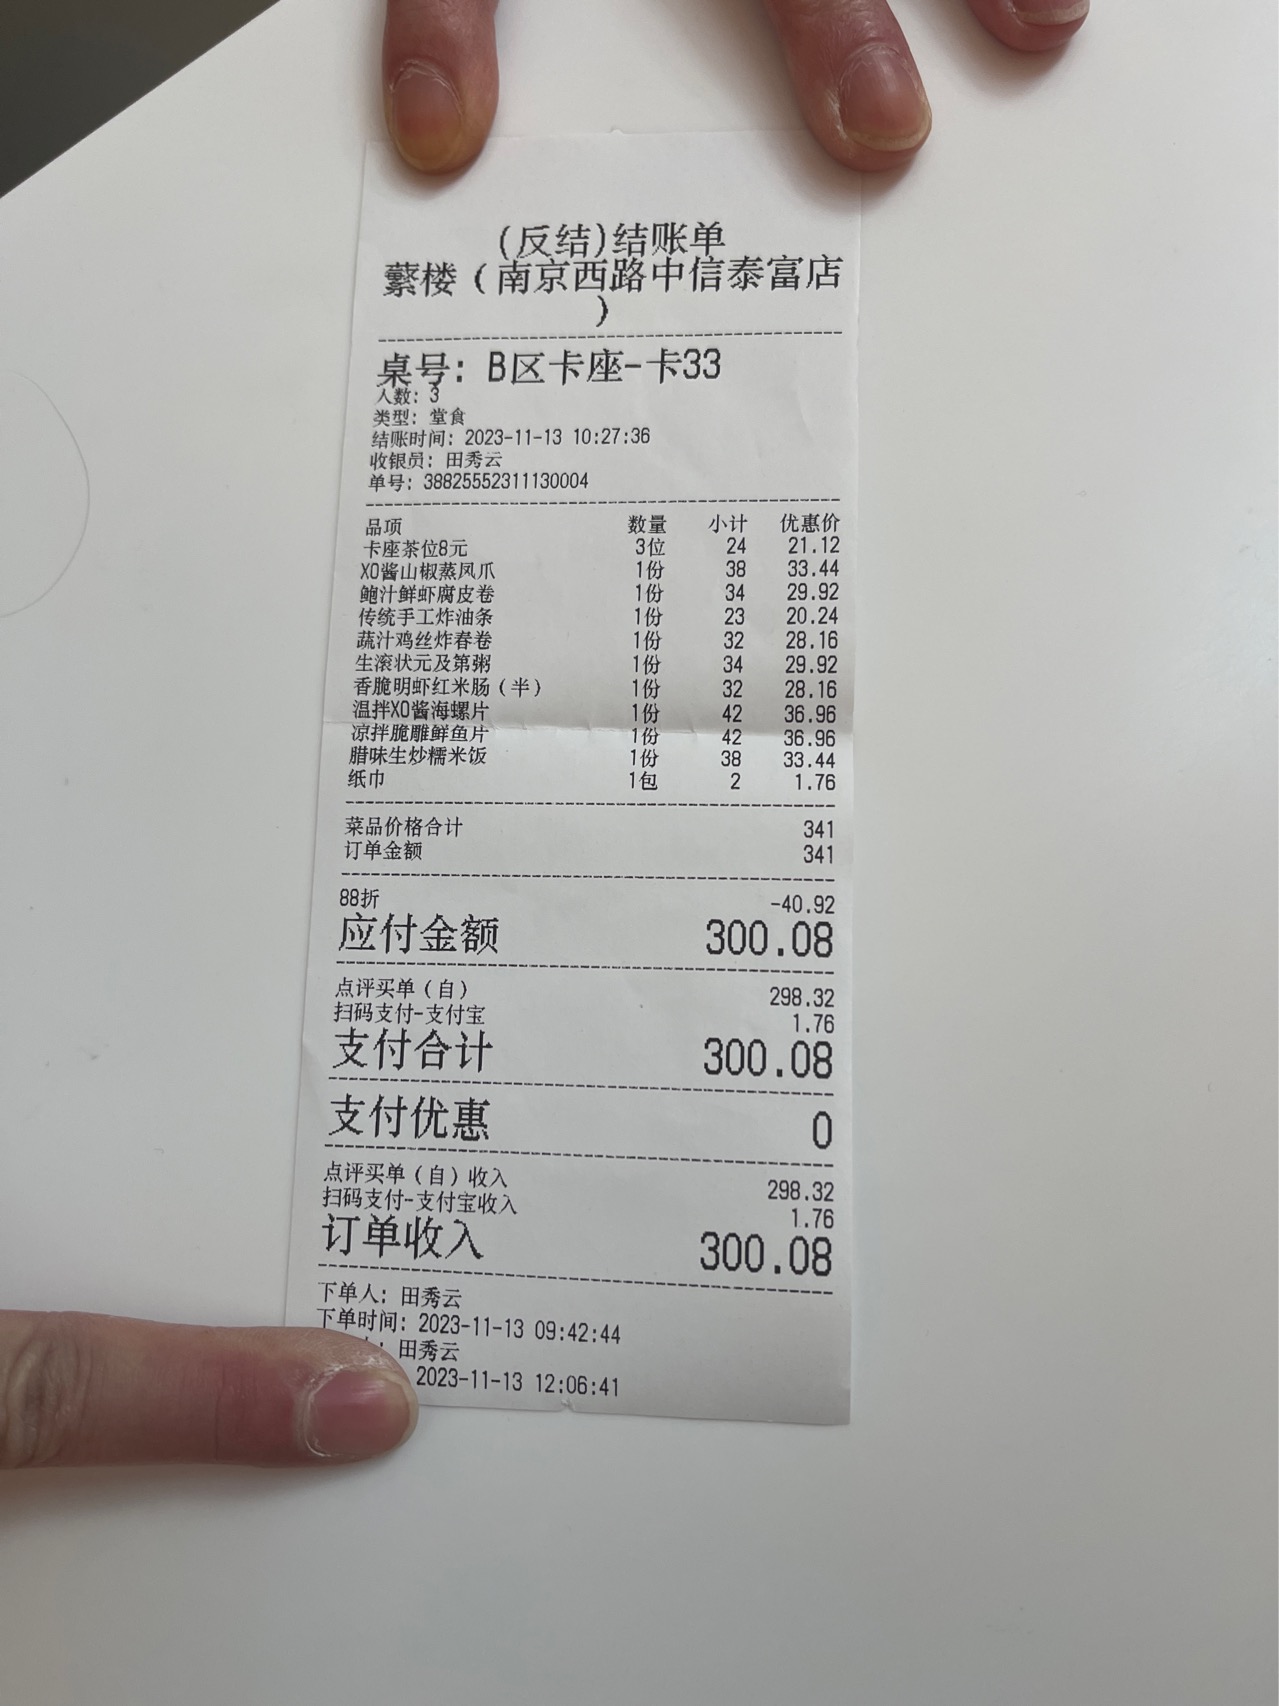 (反结)结账单
蘩楼（南京西路中信泰富店
）
桌号: B区卡座-卡33
人数: 3
类型: 堂食
结账时间: 2023-11-13 10:27:36
收银员: 田秀云
单号: 38825552311130004
品项 数量 小计 优惠价
卡座茶位8元 3位 24 21.12
XO酱山椒蒸凤爪 1份 38 33.44
鲍汁鲜虾腐皮卷 1份 34 29.92
传统手工炸油条 1份 23 20.24
蔬汁鸡丝炸春卷 1份 32 28.16
生滚状元及第粥 1份 34 29.92
香脆明虾红米肠（半） 1份 32 28.16
温拌XO酱海螺片 1份 42 36.96
凉拌脆雕鲜鱼片 1份 42 36.96
腊味生炒糯米饭 1份 38 33.44
纸巾 1包 2 1.76
菜品价格合计 341
订单金额 341
88折 -40.92
应付金额 300.08
点评买单（自） 298.32
扫码支付-支付宝 1.76
支付合计 300.08
支付优惠 0
点评买单（自）收入 298.32
扫码支付-支付宝收入 1.76
订单收入 300.08
下单人: 田秀云
下单时间: 2023-11-13 09:42:44
田秀云
2023-11-13 12:06:41